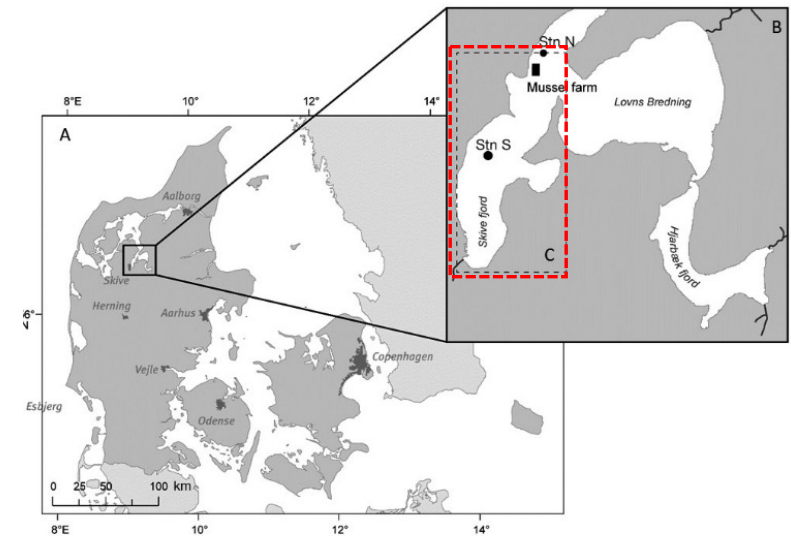 B
Stn N
Mussel farm
Lovns Bredning
Stn S
Skive fjord
C
Hjarbæk fjord
8°E 10° 12° 14°
A
Aalborg
Skive
Herning
Aarhus
6°
Vejle
Copenhagen
Esbjerg
Odense
0 25 50 100 km
8°E 10° 12° 14°